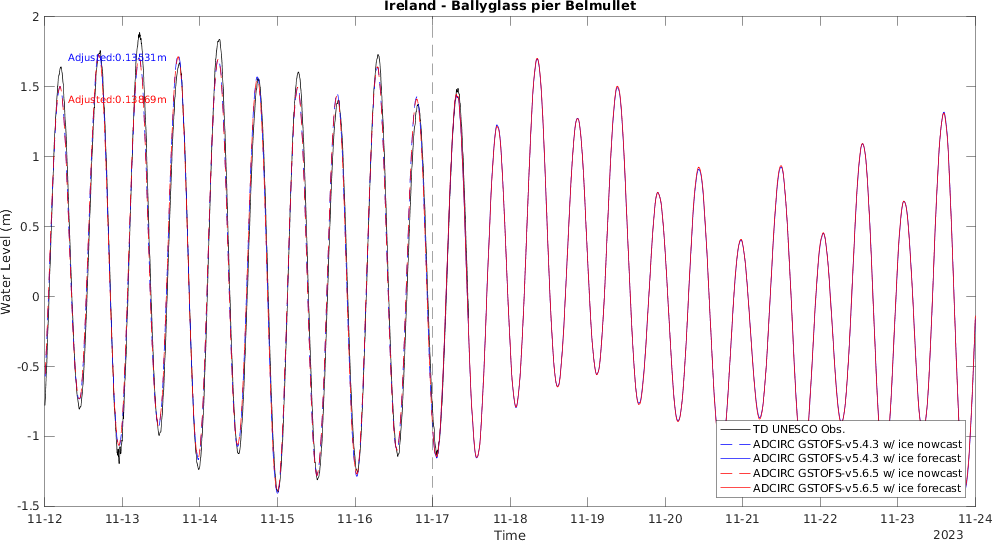 Ireland - Ballyglass pier Belmullet
2
1.5
1
0.5
0
-0.5
-1
-1.5
Water Level (m)
Adjusted:0.13531m
Adjusted:0.13869m
TD UNESCO Obs.
ADCIRC GSTOFS-v5.4.3 w/ ice nowcast
ADCIRC GSTOFS-v5.4.3 w/ ice forecast
ADCIRC GSTOFS-v5.6.5 w/ ice nowcast
ADCIRC GSTOFS-v5.6.5 w/ ice forecast
11-12 11-13 11-14 11-15 11-16 11-17 11-18 11-19 11-20 11-21 11-22 11-23 11-24
Time
2023